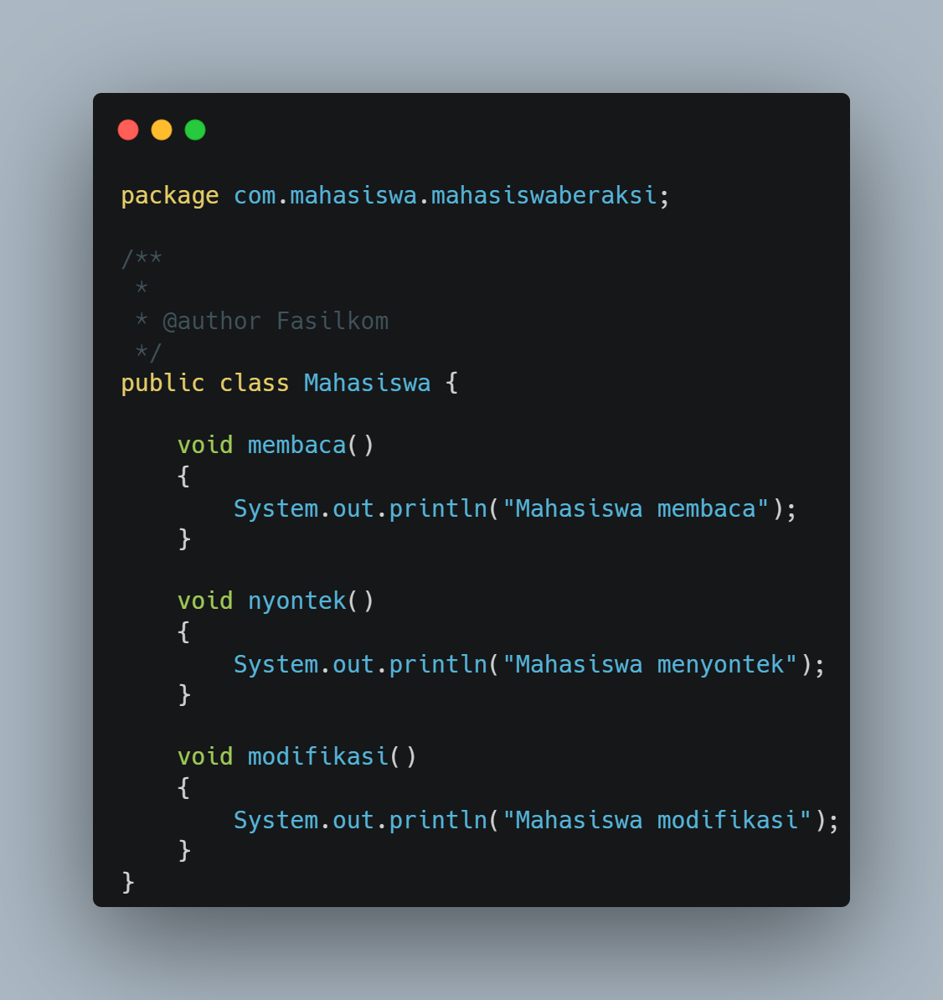 package com.mahasiswa.mahasiswaberaksi;
/**
 *
 * @author Fasilkom
 */
public class Mahasiswa {
    void membaca()
    {
        System.out.println("Mahasiswa membaca");
    }
    void nyontek()
    {
        System.out.println("Mahasiswa menyontek");
    }
    void modifikasi()
    {
        System.out.println("Mahasiswa modifikasi");
    }
}